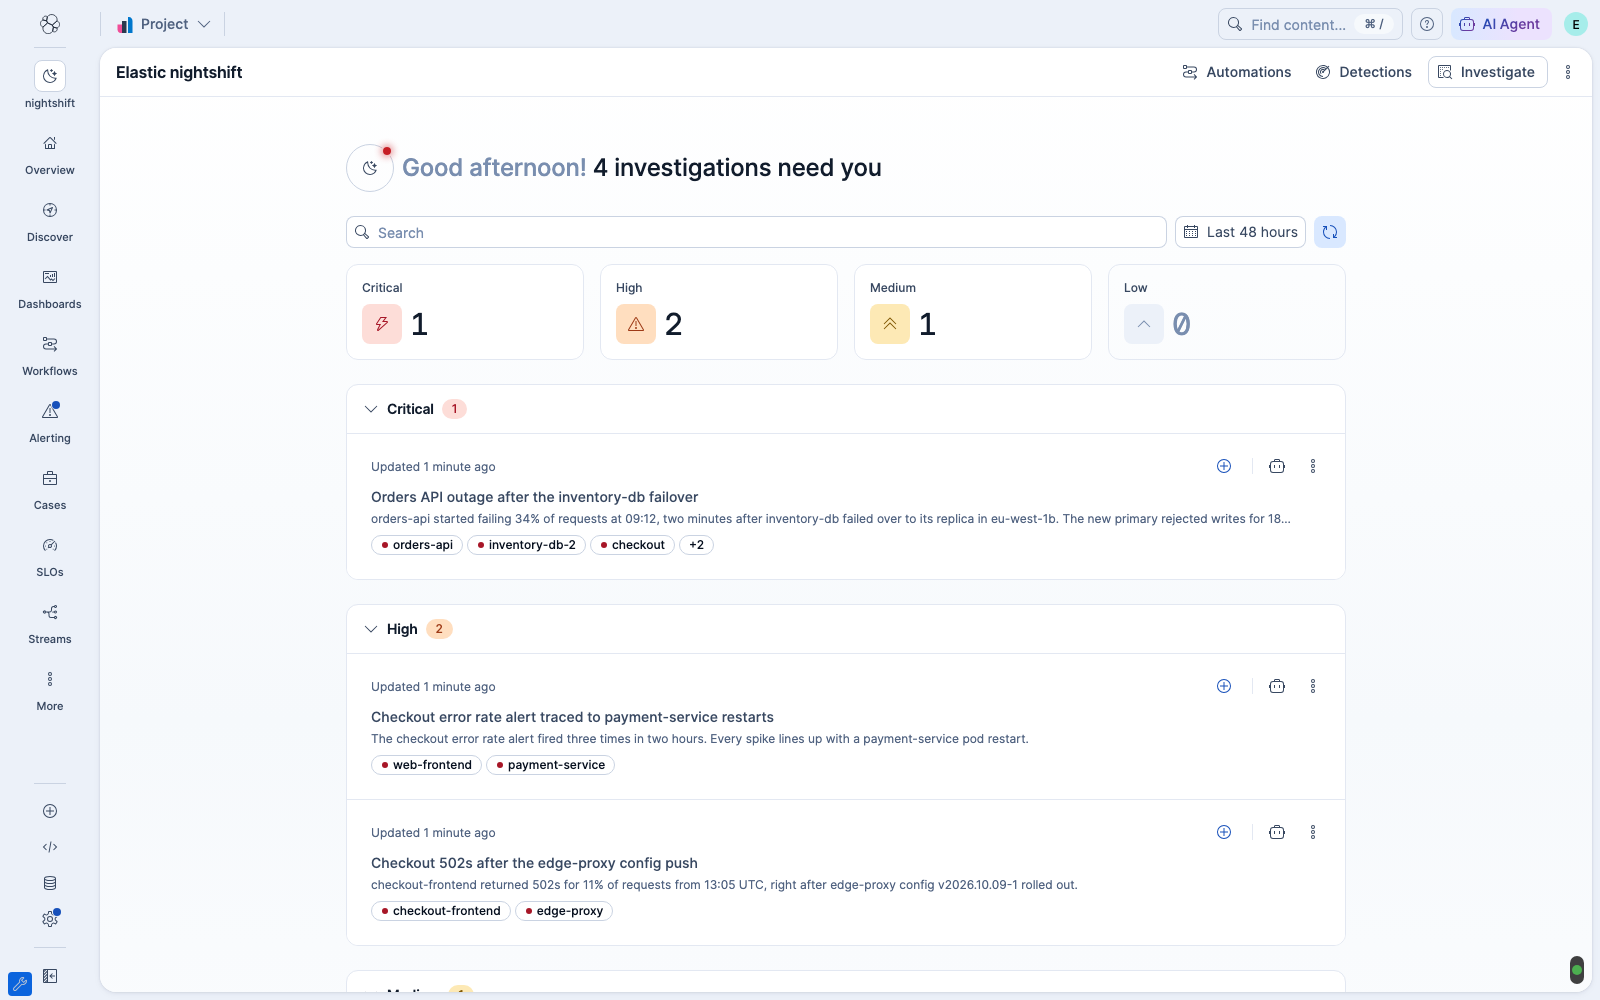 Project
Find content...
⌘ /
AI Agent
E
nightshift
Overview
Discover
Dashboards
Workflows
Alerting
Cases
SLOs
Streams
More
Elastic nightshift
Automations
Detections
Investigate
Good afternoon! 4 investigations need you
Search
Last 48 hours
Critical
1
High
2
Medium
1
Low
0
Critical 1
Updated 1 minute ago
Orders API outage after the inventory-db failover
orders-api started failing 34% of requests at 09:12, two minutes after inventory-db failed over to its replica in eu-west-1b. The new primary rejected writes for 18...
orders-api inventory-db-2 checkout +2
High 2
Updated 1 minute ago
Checkout error rate alert traced to payment-service restarts
The checkout error rate alert fired three times in two hours. Every spike lines up with a payment-service pod restart.
web-frontend payment-service
Updated 1 minute ago
Checkout 502s after the edge-proxy config push
checkout-frontend returned 502s for 11% of requests from 13:05 UTC, right after edge-proxy config v2026.10.09-1 rolled out.
checkout-frontend edge-proxy